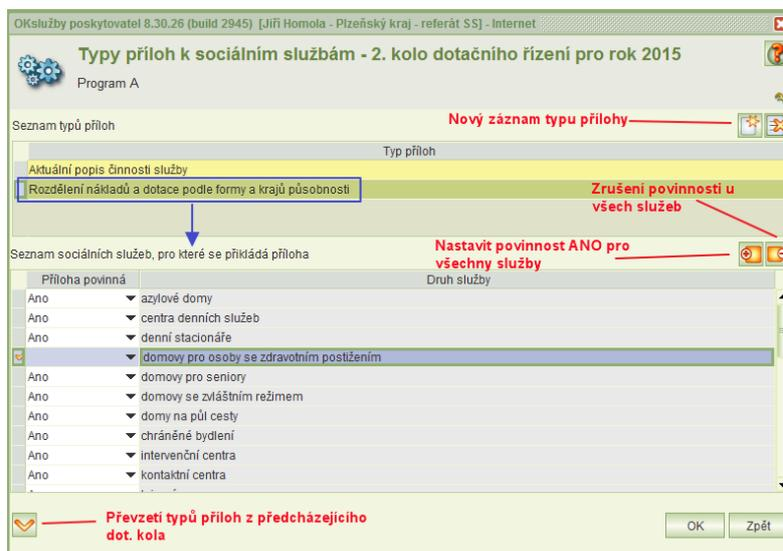 OKslužby poskytovatel 8.30.26 (build 2945) [Jiří Homola - Plzeňský kraj - referát SS] - Internet
Typy příloh k sociálním službám - 2. kolo dotačního řízení pro rok 2015
Program A
Seznam typů příloh
Nový záznam typu přílohy
Typ příloh
Aktuální popis činnosti služby
Rozdělení nákladů a dotace podle formy a krajů působnosti
Zrušení povinnosti u
všech služeb
Seznam sociálních služeb, pro které se přikládá příloha
Nastavit povinnost ANO pro
všechny služby
Příloha povinná Druh služby
Ano azylové domy
Ano centra denních služeb
Ano denní stacionáře
domovy pro osoby se zdravotním postižením
Ano domovy pro seniory
Ano domovy se zvláštním režimem
Ano domy na půl cesty
Ano chráněné bydlení
Ano intervenční centra
Ano kontaktní centra
Převzetí typů příloh z předcházejícího
dot. kola
OK Zpět